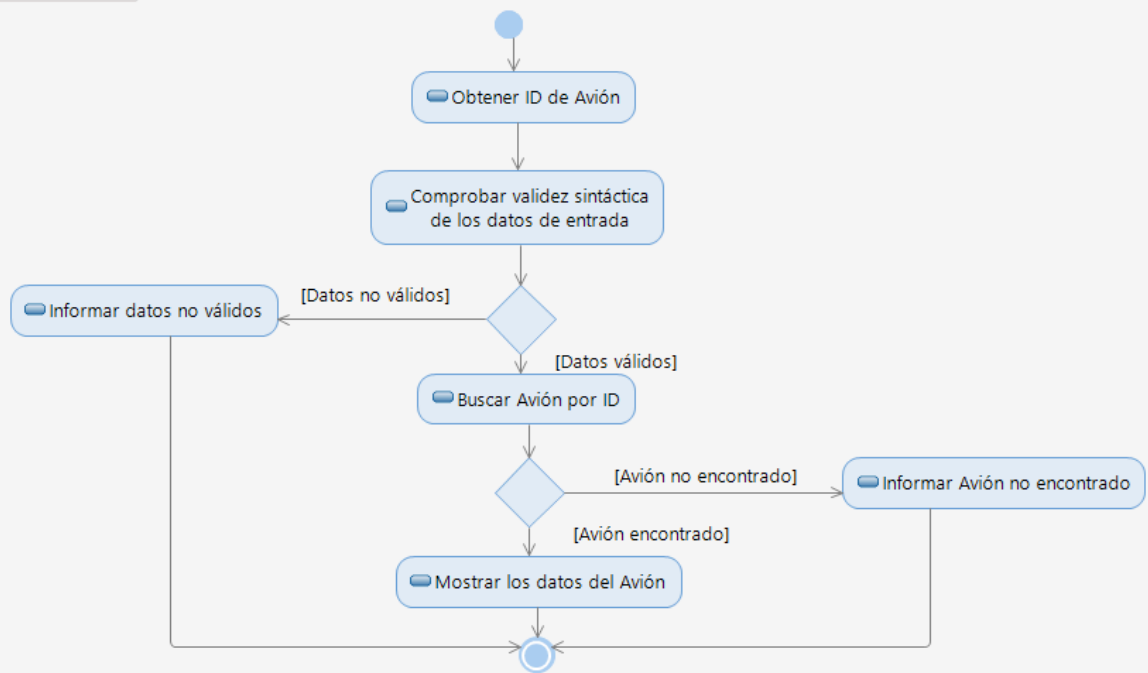 Obtener ID de Avión
Comprobar validez sintáctica
de los datos de entrada
[Datos no válidos]
Informar datos no válidos
[Datos válidos]
Buscar Avión por ID
[Avión no encontrado]
Informar Avión no encontrado
[Avión encontrado]
Mostrar los datos del Avión